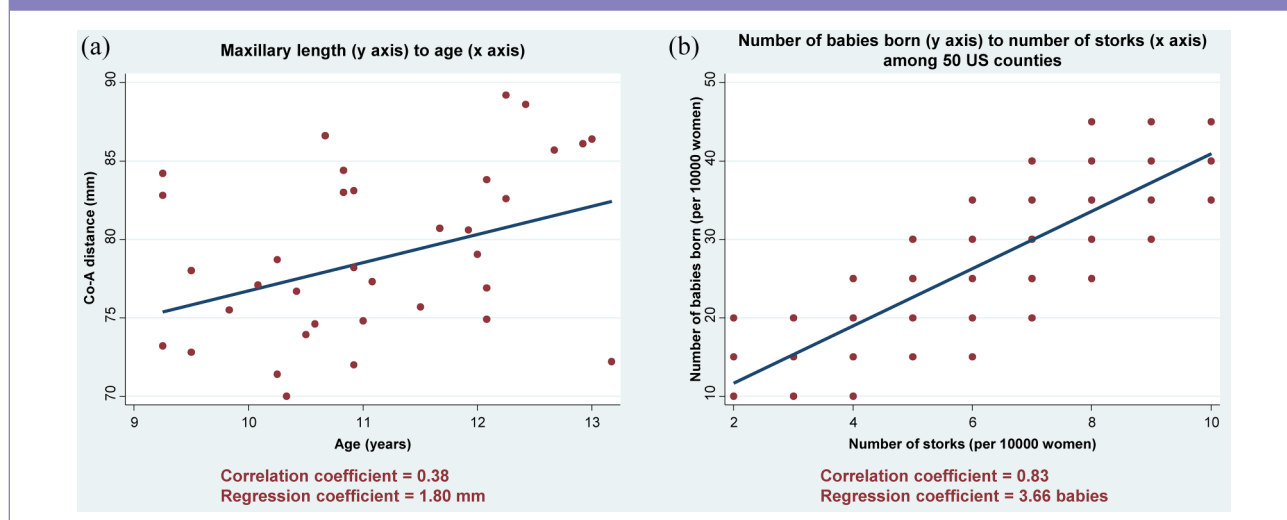 (a)
Maxillary length (y axis) to age (x axis)
Co-A distance (mm)
90
85
80
75
70
9 10 11 12 13
Age (years)
Correlation coefficient = 0.38
Regression coefficient = 1.80 mm
(b)
Number of babies born (y axis) to number of storks (x axis)
among 50 US counties
Number of babies born (per 10000 women)
50
40
30
20
10
2 4 6 8 10
Number of storks (per 10000 women)
Correlation coefficient = 0.83
Regression coefficient = 3.66 babies